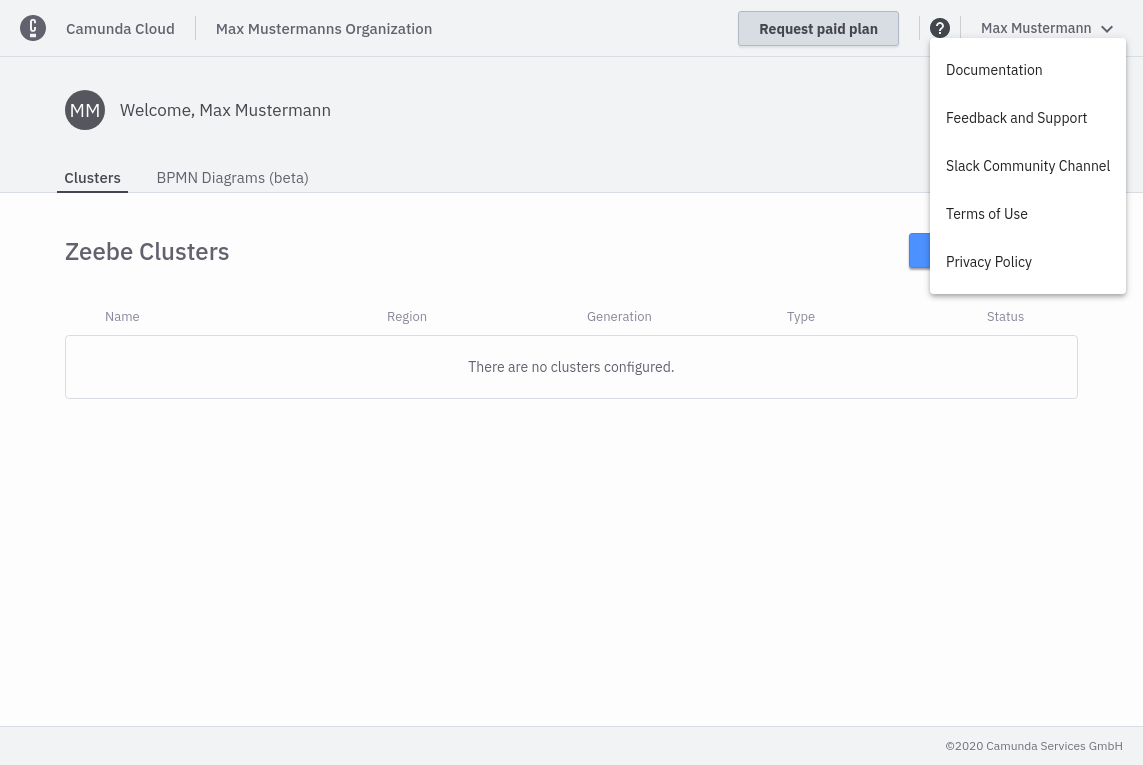 Camunda Cloud
Max Mustermanns Organization
Request paid plan
?
Max Mustermann
Documentation
Feedback and Support
Slack Community Channel
Terms of Use
Privacy Policy
MM
Welcome, Max Mustermann
Clusters
BPMN Diagrams (beta)
Zeebe Clusters
Name Region Generation Type Status
There are no clusters configured.
©2020 Camunda Services GmbH